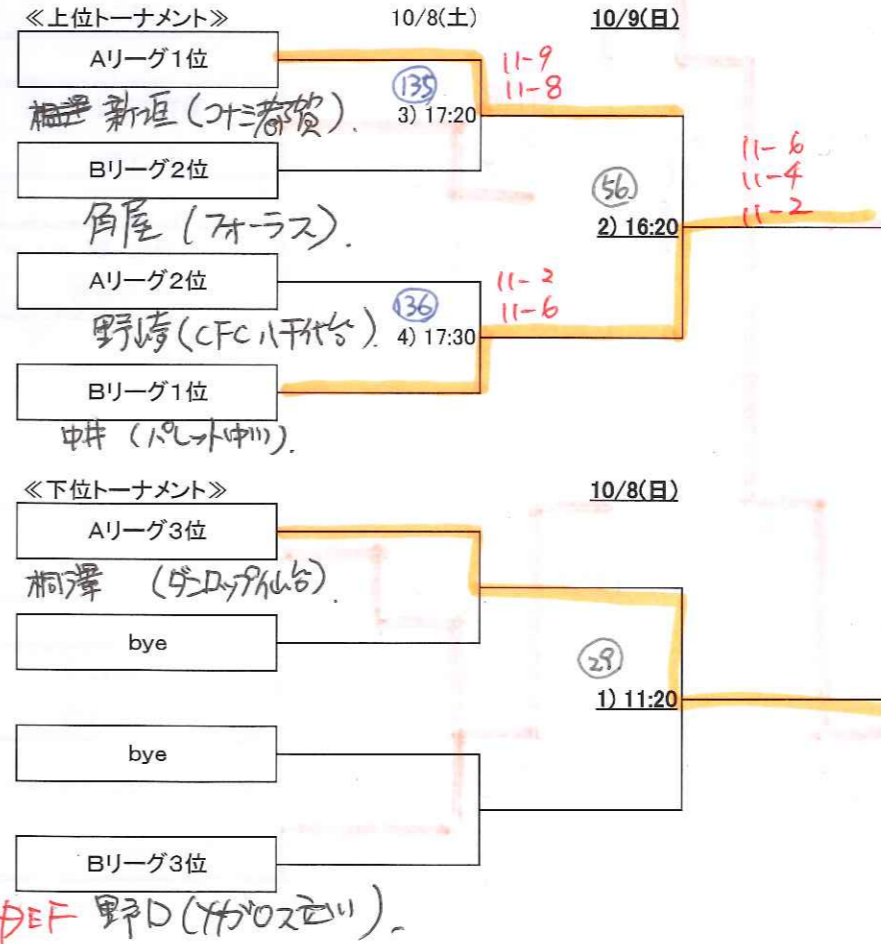 ≪上位トーナメント≫ 10/8(土) 10/9(日)
Aリーグ1位
新垣(コナミ都賀).
135
3) 17:20
11-9
11-8
Bリーグ2位
角屋(フォーラス).
56
2) 16:20
11-6
11-4
11-2
Aリーグ2位
野崎(CFC八千代台).
136
4) 17:30
11-2
11-6
Bリーグ1位
中井(パレット中川).
≪下位トーナメント≫ 10/8(日)
Aリーグ3位
桐澤 (ダンロップ仙台).
bye
29
1) 11:20
bye
Bリーグ3位
DEF 野口(メガロス立川).